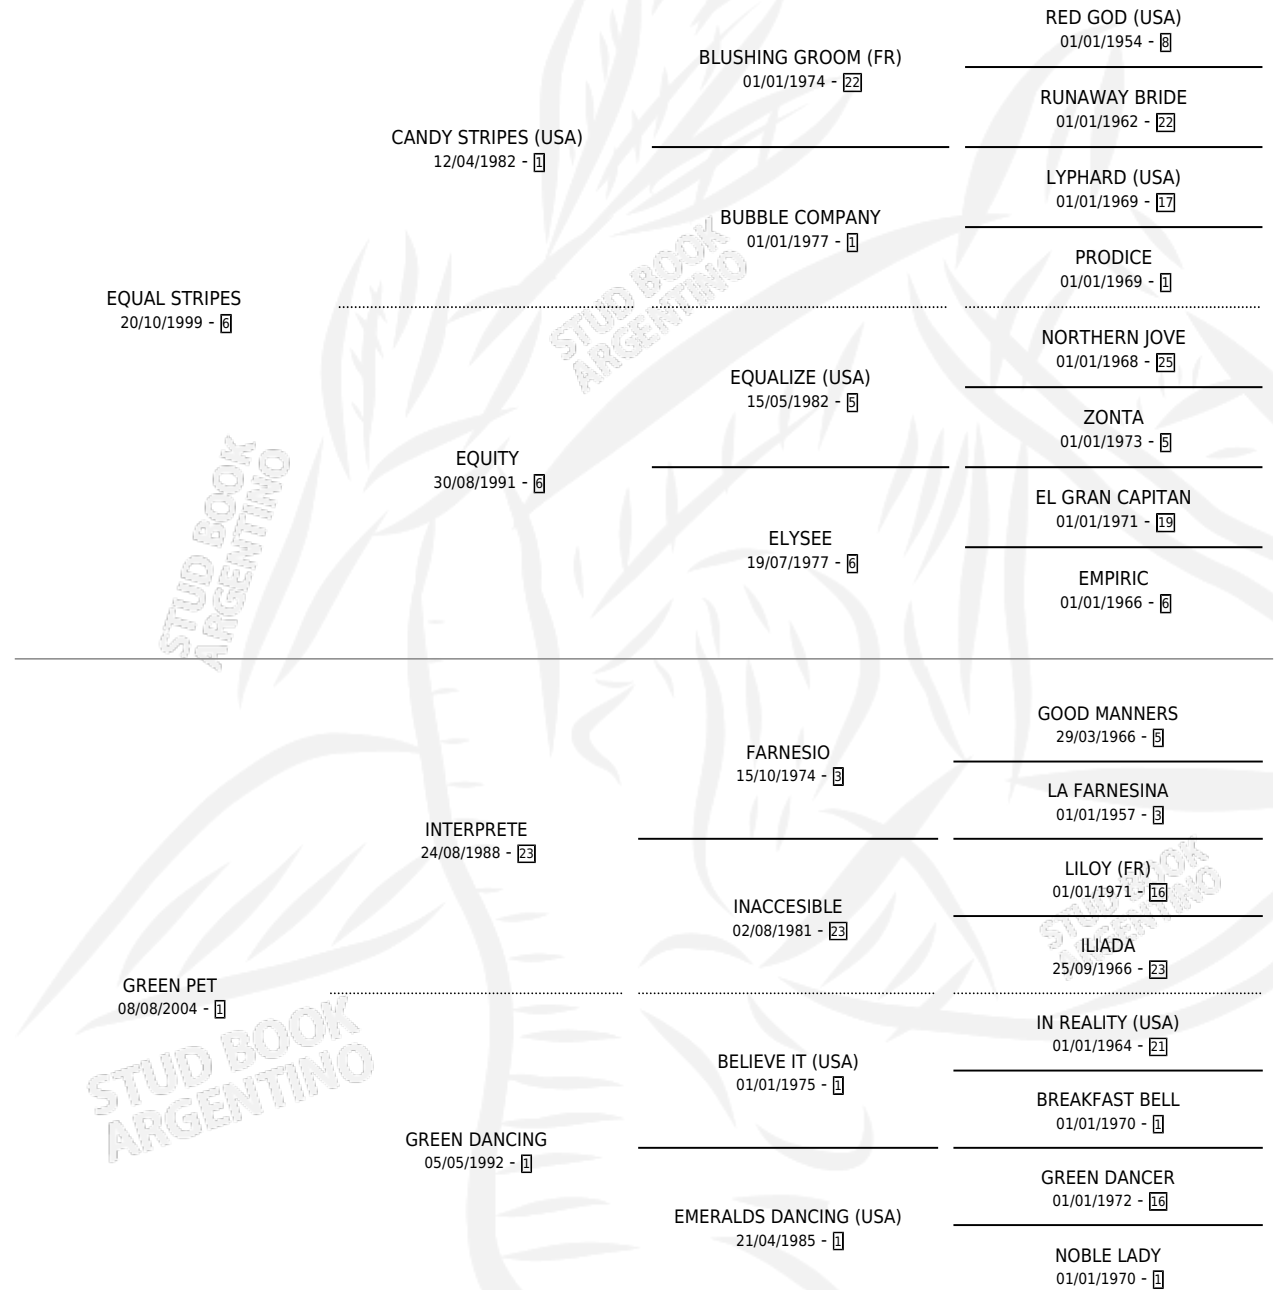 RED GOD (USA)
01/01/1954 - 8
BLUSHING GROOM (FR)
01/01/1974 - 22
RUNAWAY BRIDE
01/01/1962 - 22
CANDY STRIPES (USA)
12/04/1982 - 1
LYPHARD (USA)
01/01/1969 - 17
BUBBLE COMPANY
01/01/1977 - 1
PRODICE
01/01/1969 - 1
EQUAL STRIPES
20/10/1999 - 6
NORTHERN JOVE
01/01/1968 - 25
EQUALIZE (USA)
15/05/1982 - 5
ZONTA
01/01/1973 - 5
EQUITY
30/08/1991 - 6
EL GRAN CAPITAN
01/01/1971 - 19
ELYSEE
19/07/1977 - 6
EMPIRIC
01/01/1966 - 6
STUD BOOK
ARGENTINO
STUD BOOK
ARGENTINO
GOOD MANNERS
29/03/1966 - 5
FARNESIO
15/10/1974 - 3
LA FARNESINA
01/01/1957 - 3
INTERPRETE
24/08/1988 - 23
LILOY (FR)
01/01/1971 - 16
INACCESIBLE
02/08/1981 - 23
ILIADA
25/09/1966 - 23
GREEN PET
08/08/2004 - 1
IN REALITY (USA)
01/01/1964 - 21
BELIEVE IT (USA)
01/01/1975 - 1
BREAKFAST BELL
01/01/1970 - 1
GREEN DANCING
05/05/1992 - 1
GREEN DANCER
01/01/1972 - 16
EMERALDS DANCING (USA)
21/04/1985 - 1
NOBLE LADY
01/01/1970 - 1
STUD BOOK
ARGENTINO
STUD BOOK
ARGENTINO